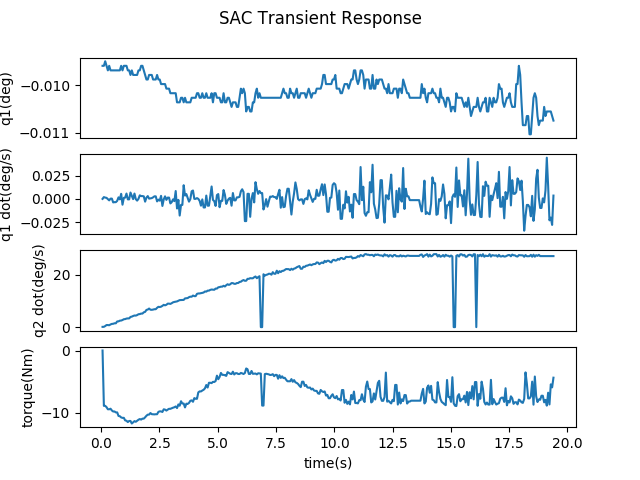 SAC Transient Response
q1(deg)
−0.010
−0.011
q1 dot(deg/s)
0.025
0.000
−0.025
q2 dot(deg/s)
20
0
torque(Nm)
0
−10
0.0 2.5 5.0 7.5 10.0 12.5 15.0 17.5 20.0
time(s)